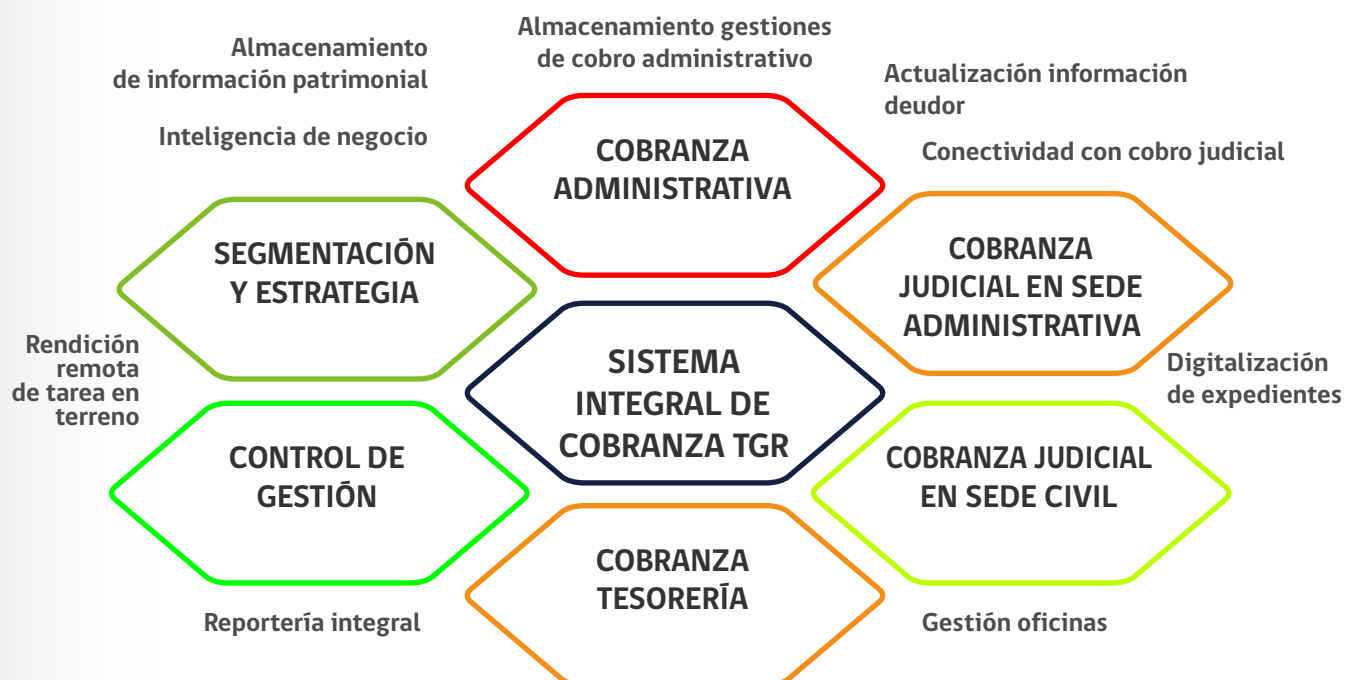 Almacenamiento gestiones
de cobro administrativo
Almacenamiento
de información patrimonial
Actualización información
deudor
Inteligencia de negocio
Conectividad con cobro judicial
COBRANZA
ADMINISTRATIVA
SEGMENTACIÓN
Y ESTRATEGIA
COBRANZA
JUDICIAL EN SEDE
ADMINISTRATIVA
Rendición
remota
de tarea en
terreno
SISTEMA
INTEGRAL DE
COBRANZA TGR
Digitalización
de expedientes
CONTROL DE
GESTIÓN
COBRANZA JUDICIAL
EN SEDE CIVIL
COBRANZA
TESORERÍA
Reportería integral
Gestión oficinas